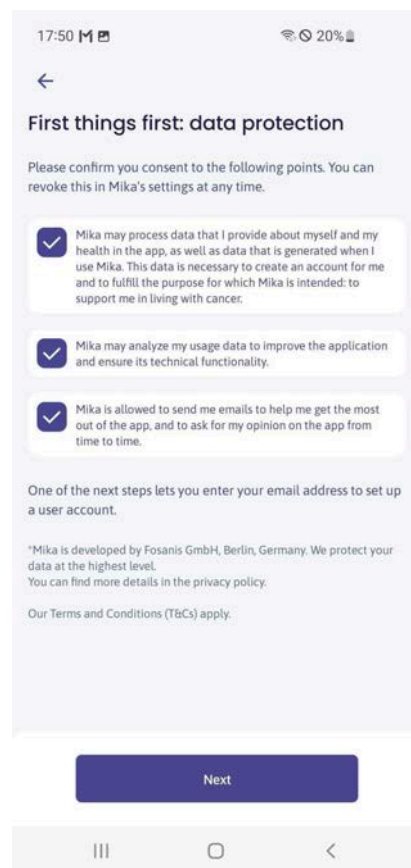 17:50
20%
First things first: data protection
Please confirm you consent to the following points. You can
revoke this in Mika's settings at any time.
Mika may process data that I provide about myself and my
health in the app, as well as data that is generated when I
use Mika. This data is necessary to create an account for me
and to fulfill the purpose for which Mika is intended: to
support me in living with cancer.
Mika may analyze my usage data to improve the application
and ensure its technical functionality.
Mika is allowed to send me emails to help me get the most
out of the app, and to ask for my opinion on the app from
time to time.
One of the next steps lets you enter your email address to set up
a user account.
*Mika is developed by Fosanis GmbH, Berlin, Germany. We protect your
data at the highest level.
You can find more details in the privacy policy.
Our Terms and Conditions (T&Cs) apply.
Next